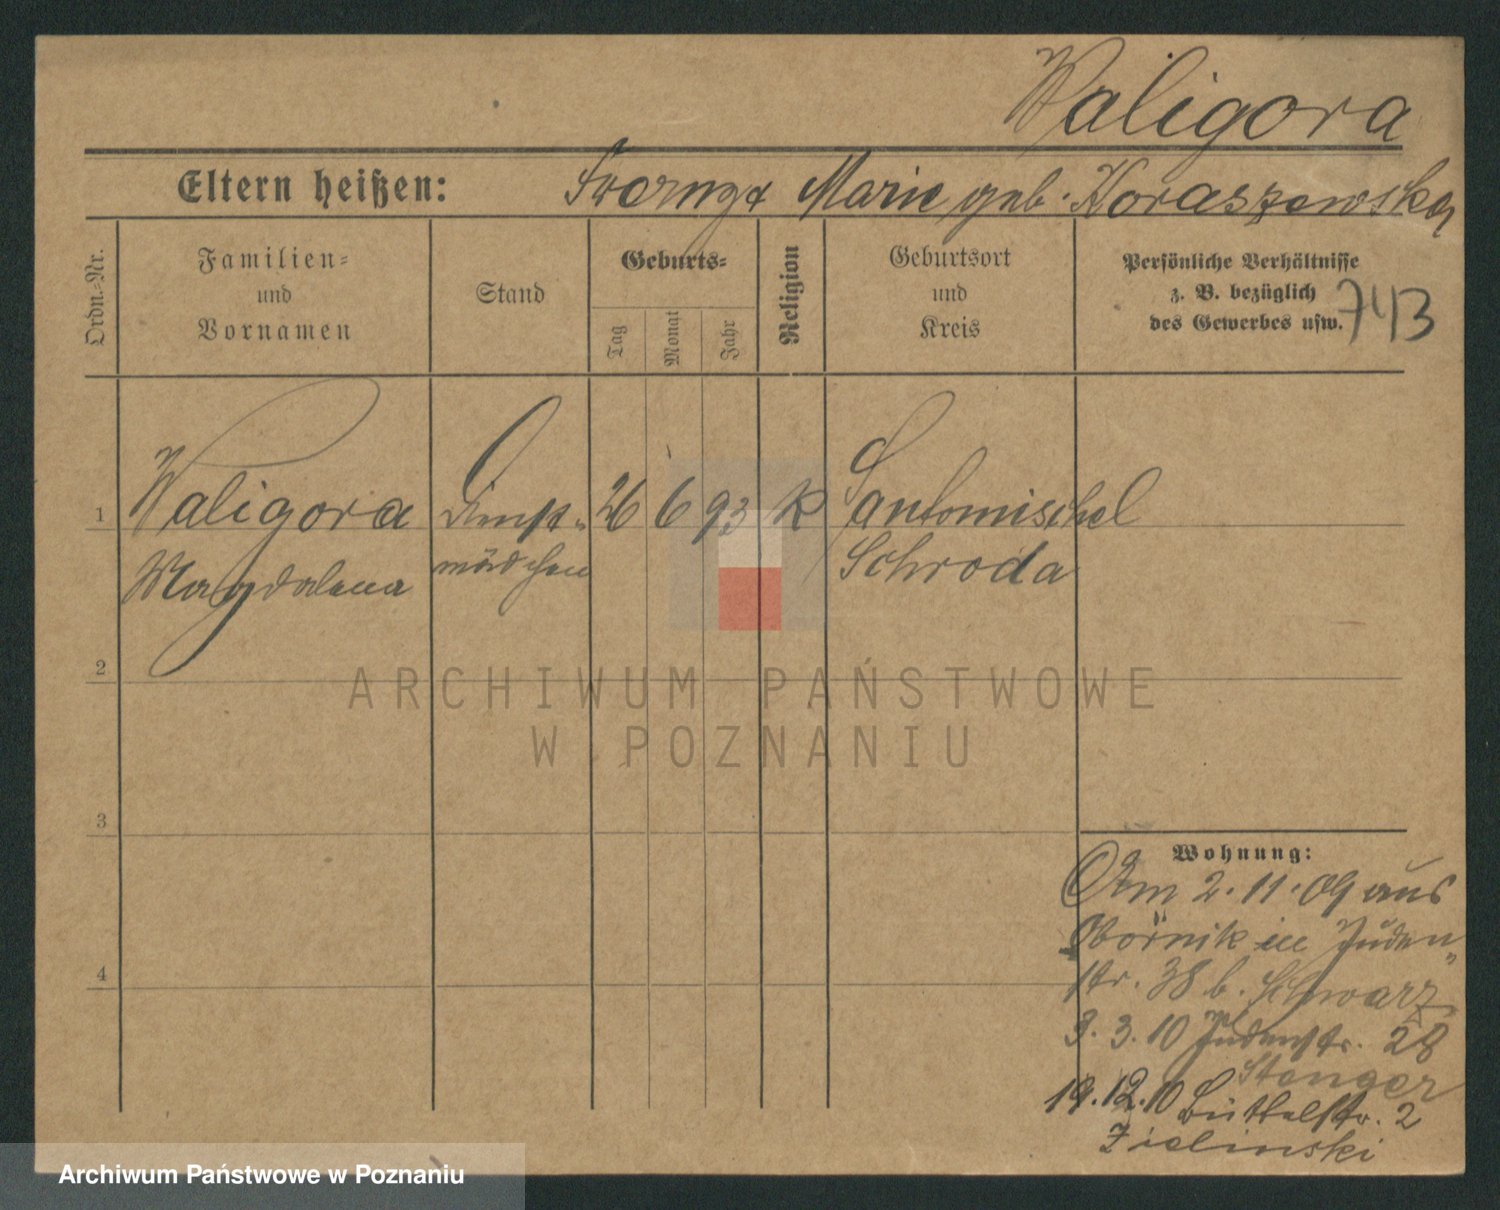 Waligora
Eltern heißen: Franz & Marie geb. Koraszewska
Ordn.-Nr.
Familien-
und
Vornamen
Stand
Geburts-
Tag
Monat
Jahr
Religion
Geburtsort
und
Kreis
Persönliche Verhältnisse
z. B. bezüglich
des Gewerbes usw.
743
1
Waligora
Magdalena
Dienst-
mädchen
26 6 93 K
Santomischel
Schroda
2
3
4
ARCHIWUM PAŃSTWOWE
W POZNANIU
Wohnung:
Am 2. 11. 09 aus
Obornik in Juden-
str. 38 b. Schwarz
3. 3. 10 Judenstr. 28
Stenger
19. 12. 10 Büttelstr. 2
Zielinski
Archiwum Państwowe w Poznaniu